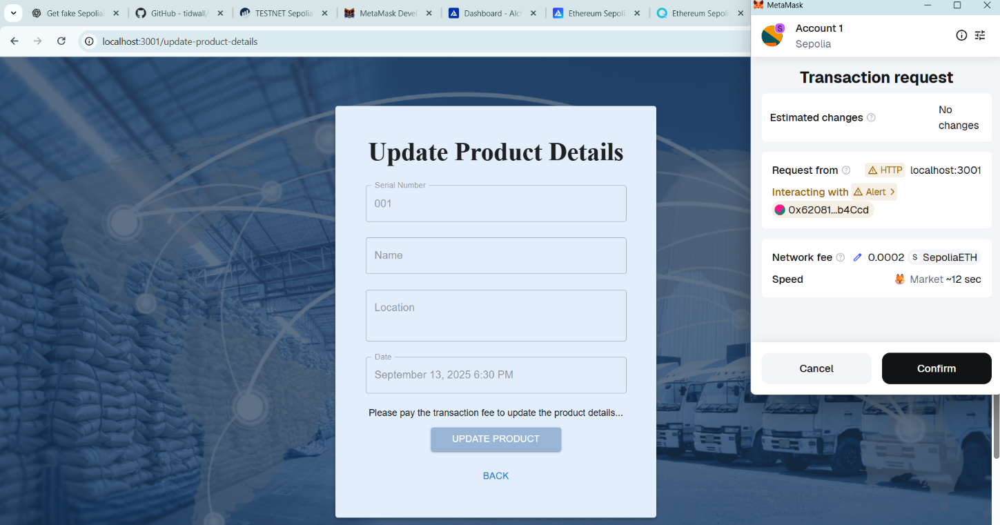 Get fake Sepolia
GitHub - tidwall/
TESTNET Sepolia
MetaMask Devel
Dashboard - Alch
Ethereum Sepoli
Ethereum Sepoli
localhost:3001/update-product-details
Update Product Details
Serial Number
001
Name
Location
Date
September 13, 2025 6:30 PM
Please pay the transaction fee to update the product details...
UPDATE PRODUCT
BACK
MetaMask
S
Account 1
Sepolia
Transaction request
Estimated changes
No
changes
Request from HTTP localhost:3001
Interacting with Alert >
0x62081...b4Ccd
Network fee 0.0002 S SepoliaETH
Speed Market ~12 sec
Cancel Confirm